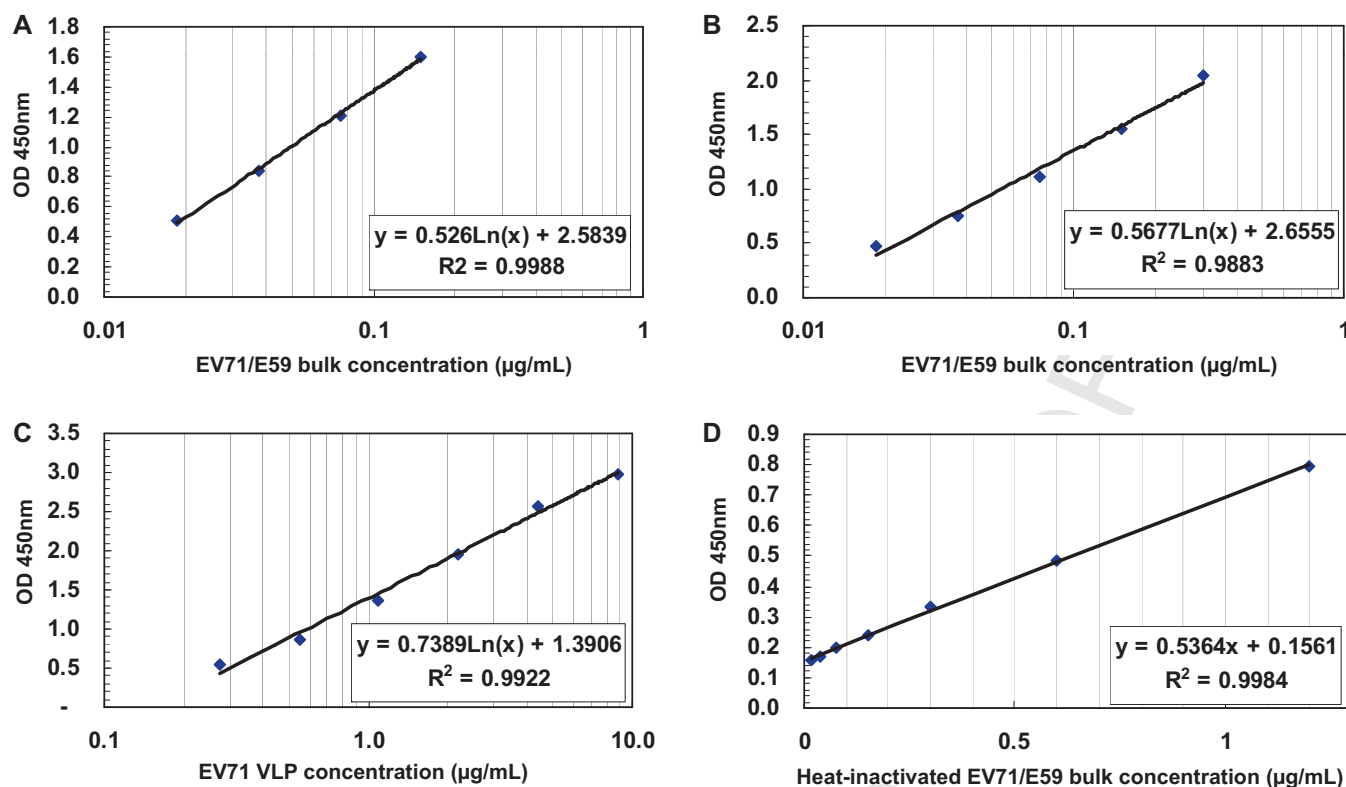 A
OD 450nm
1.8
1.6
1.4
1.2
1.0
0.8
0.6
0.4
0.2
0.0
y = 0.526Ln(x) + 2.5839
R2 = 0.9988
0.01 0.1 1
EV71/E59 bulk concentration (µg/mL)
B
OD 450nm
2.5
2.0
1.5
1.0
0.5
0.0
y = 0.5677Ln(x) + 2.6555
R² = 0.9883
0.01 0.1 1
EV71/E59 bulk concentration (µg/mL)
C
OD 450nm
3.5
3.0
2.5
2.0
1.5
1.0
0.5
-
y = 0.7389Ln(x) + 1.3906
R² = 0.9922
0.1 1.0 10.0
EV71 VLP concentration (µg/mL)
D
OD 450nm
0.9
0.8
0.7
0.6
0.5
0.4
0.3
0.2
0.1
0.0
y = 0.5364x + 0.1561
R² = 0.9984
0 0.5 1
Heat-inactivated EV71/E59 bulk concentration (µg/mL)